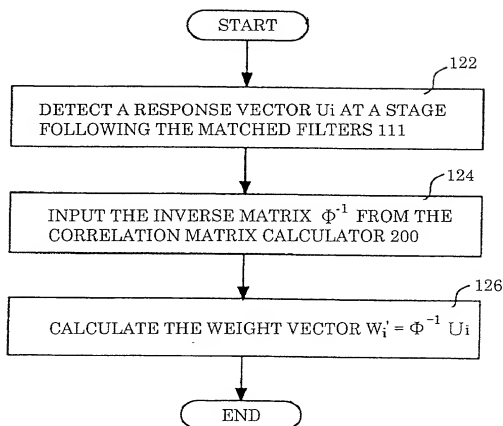 START
122
DETECT A RESPONSE VECTOR Ui AT A STAGE
FOLLOWING THE MATCHED FILTERS 111
124
INPUT THE INVERSE MATRIX Φ⁻¹ FROM THE
CORRELATION MATRIX CALCULATOR 200
126
CALCULATE THE WEIGHT VECTOR Wi' = Φ⁻¹ Ui
END